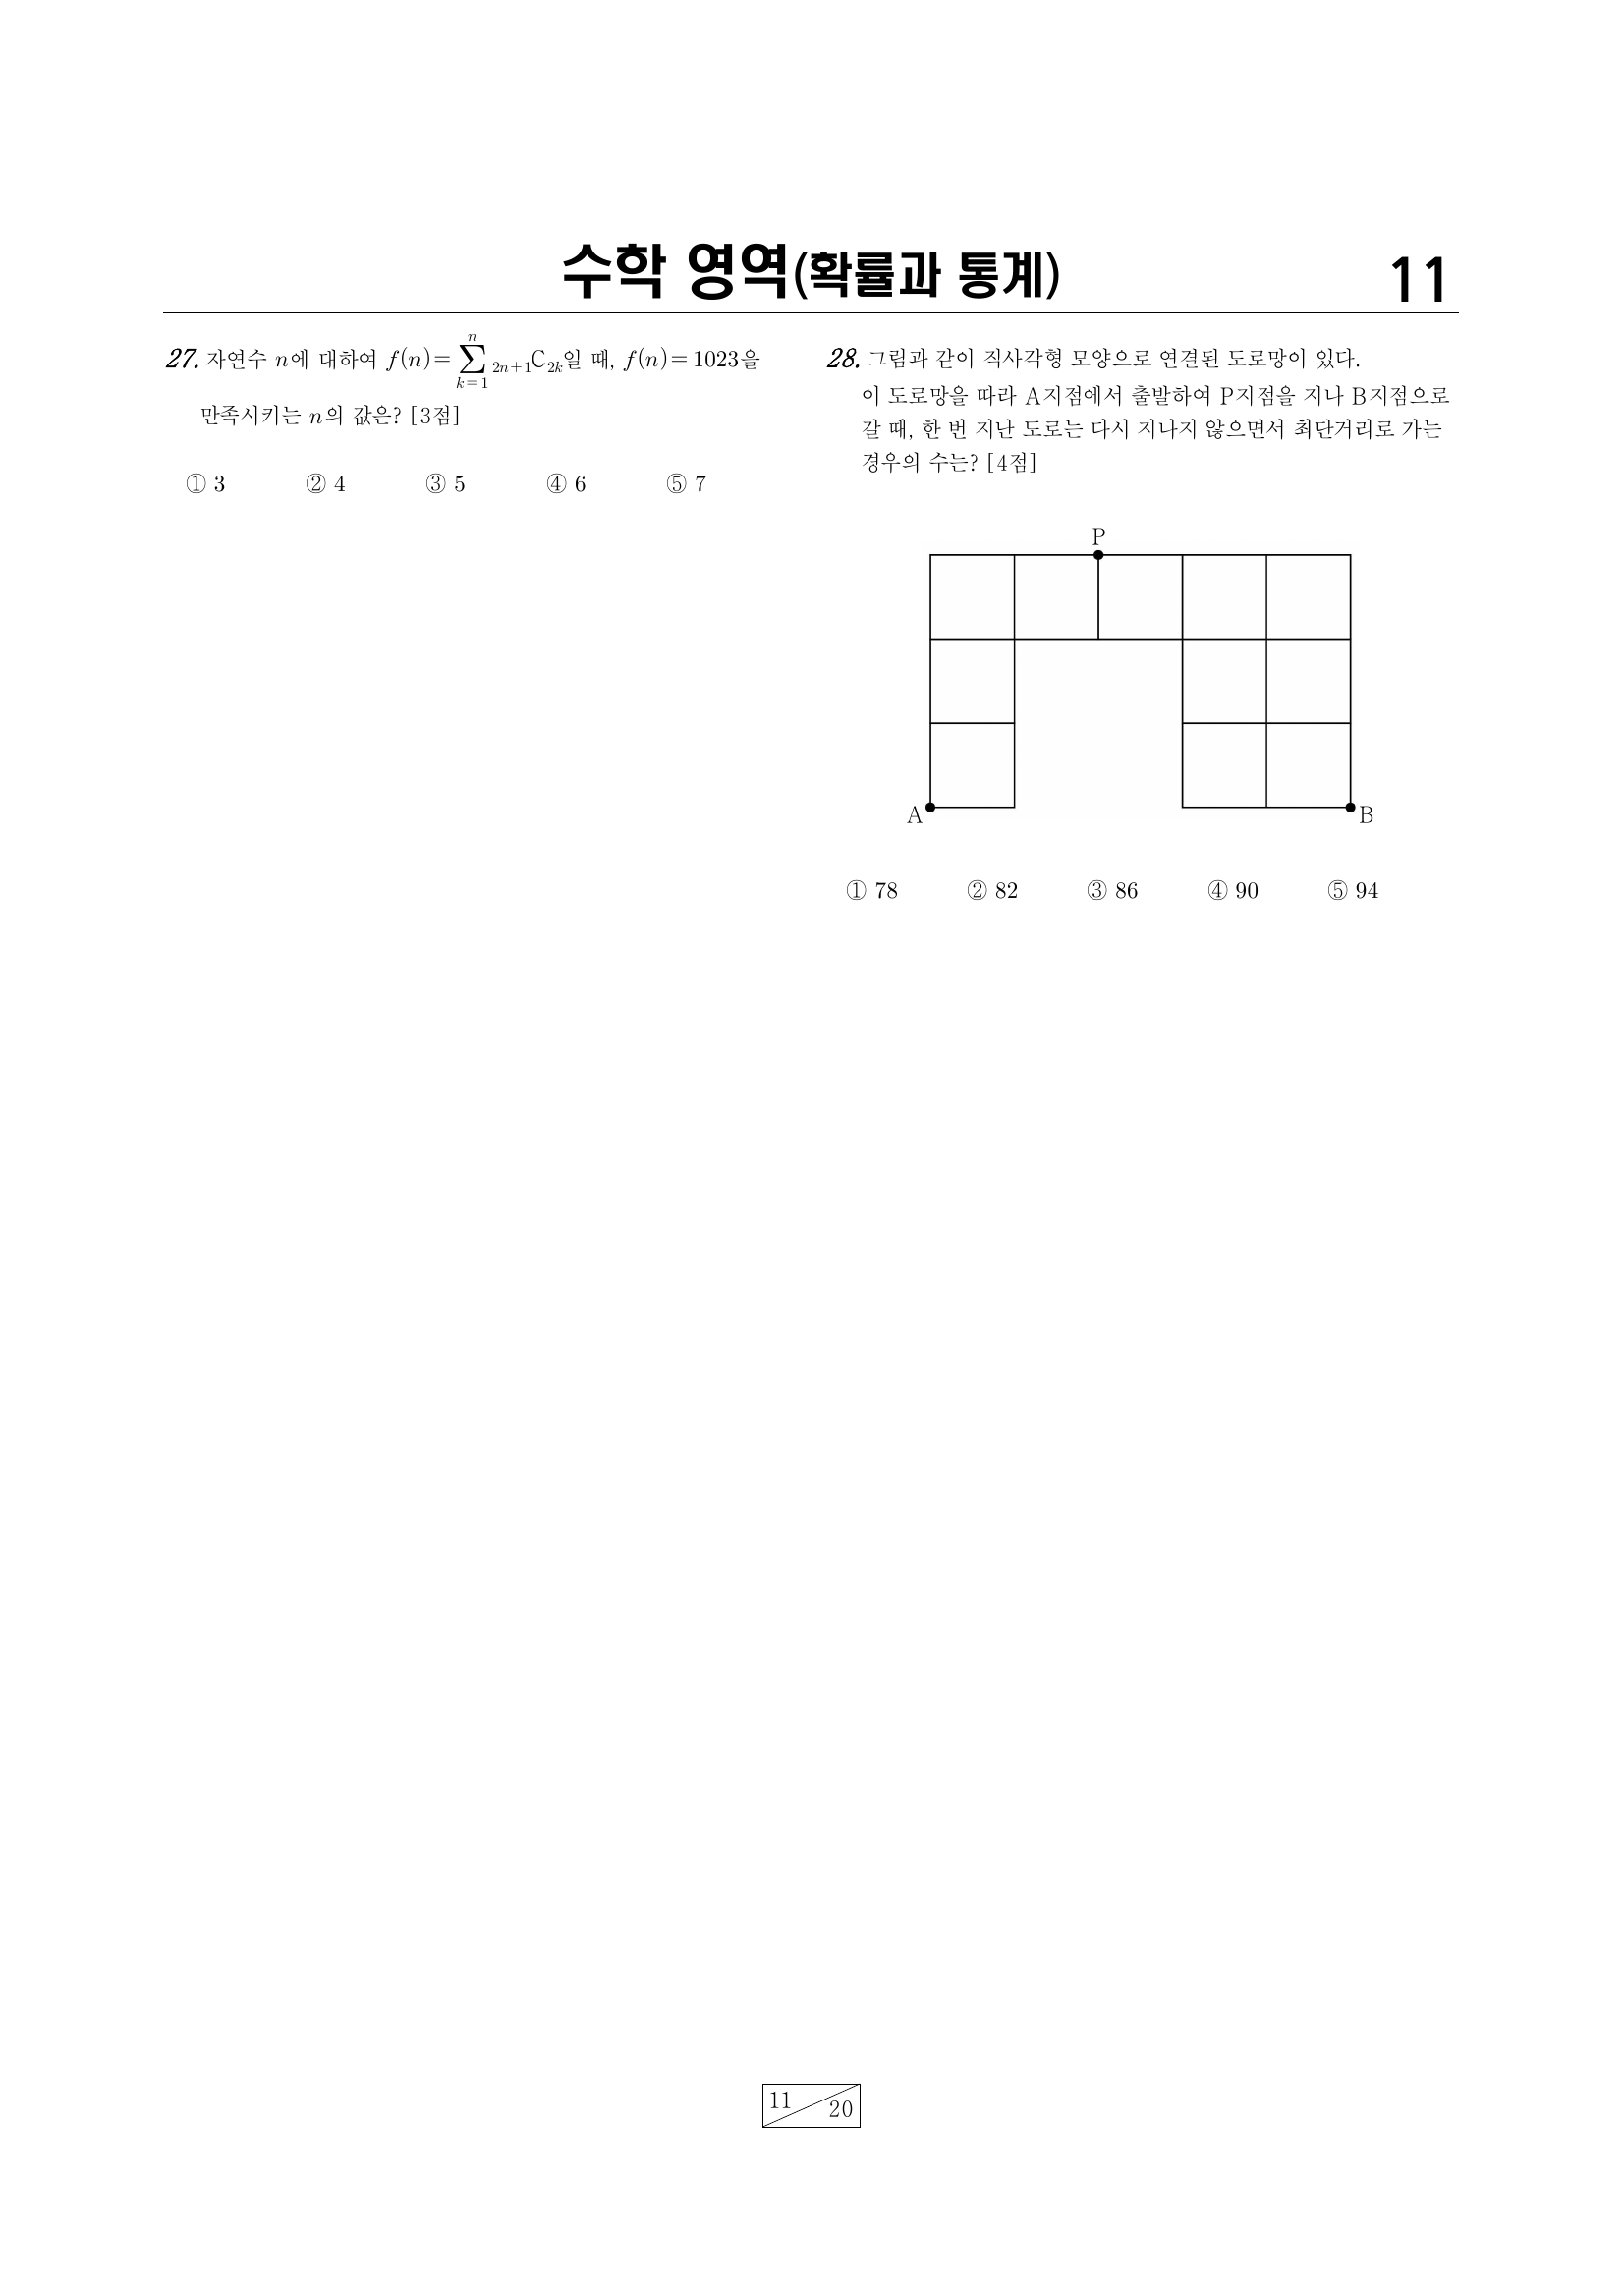 수학 영역(확률과 통계)
11
27. 자연수 n에 대하여 f(n)=∑_{k=1}^{n} _{2n+1}C_{2k}일 때, f(n)=1023을
만족시키는 n의 값은? [3점]
① 3 ② 4 ③ 5 ④ 6 ⑤ 7
28. 그림과 같이 직사각형 모양으로 연결된 도로망이 있다.
이 도로망을 따라 A지점에서 출발하여 P지점을 지나 B지점으로
갈 때, 한 번 지난 도로는 다시 지나지 않으면서 최단거리로 가는
경우의 수는? [4점]
P
A
B
① 78 ② 82 ③ 86 ④ 90 ⑤ 94
11
20